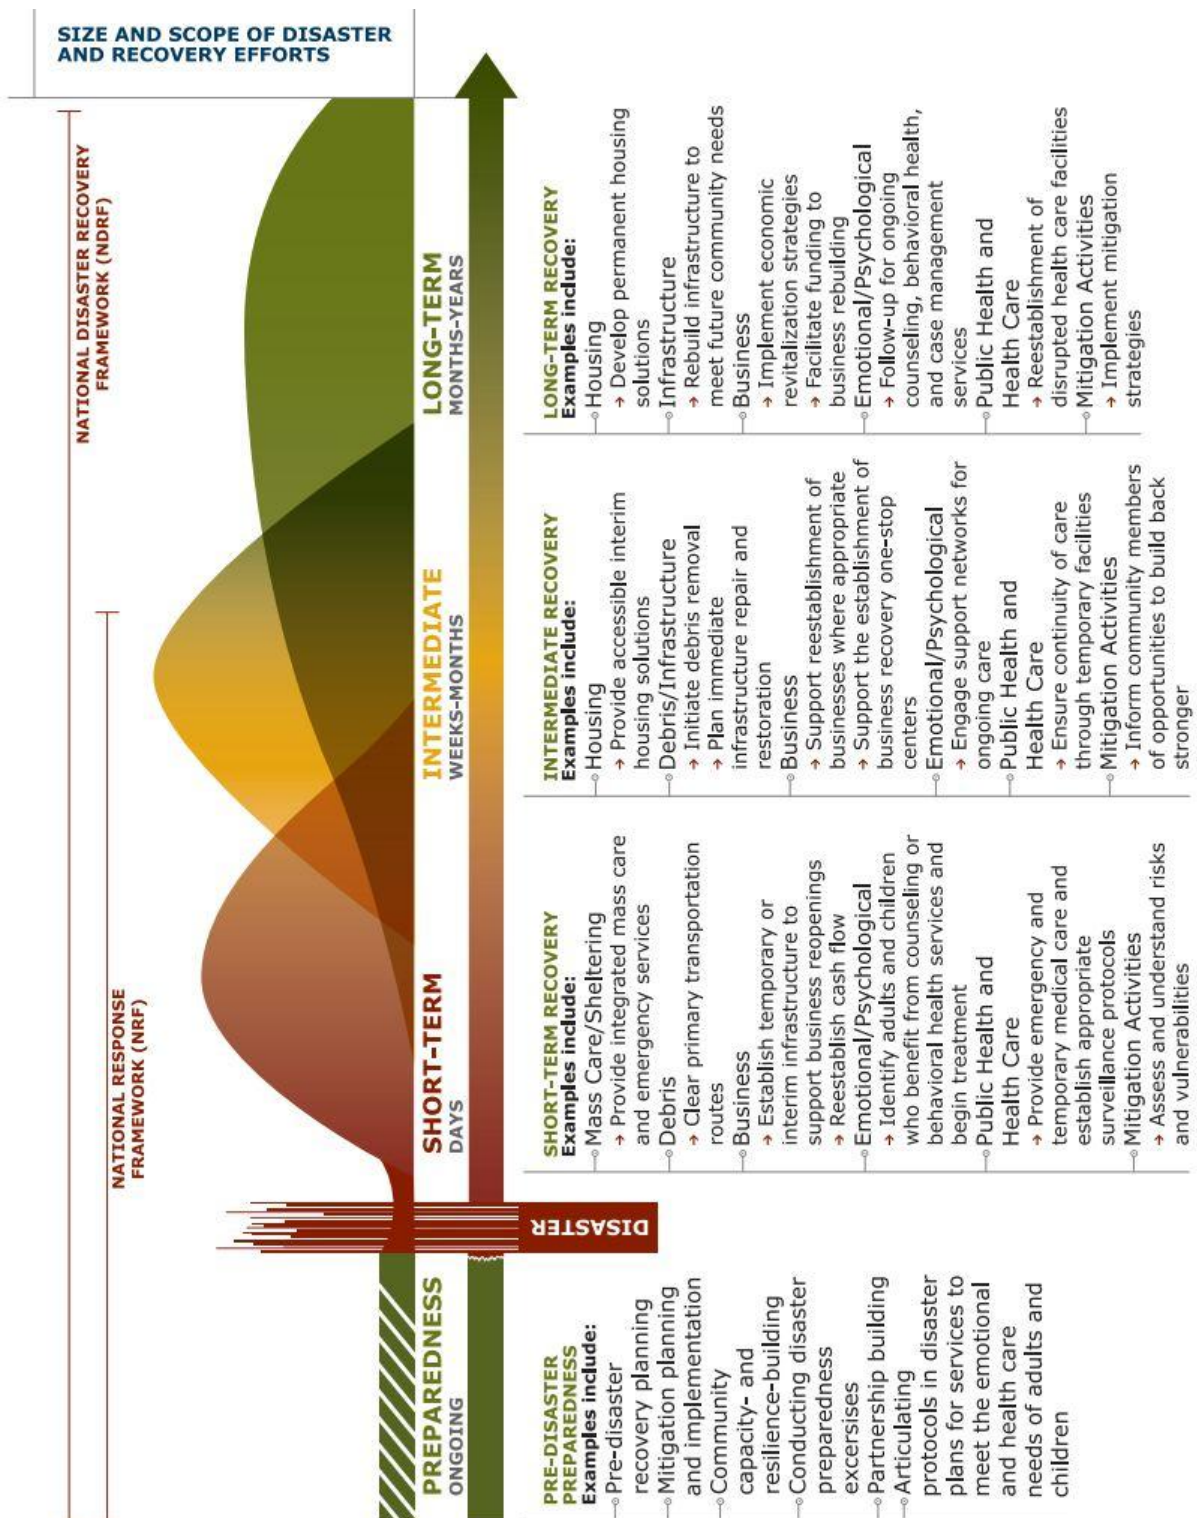 SIZE AND SCOPE OF DISASTER
AND RECOVERY EFFORTS
NATIONAL DISASTER RECOVERY
FRAMEWORK (NDRF)
NATIONAL RESPONSE
FRAMEWORK (NRF)
PREPAREDNESS
ONGOING
SHORT-TERM
DAYS
INTERMEDIATE
WEEKS-MONTHS
LONG-TERM
MONTHS-YEARS
DISASTER
PRE-DISASTER
PREPAREDNESS
Examples include:
Pre-disaster
recovery planning
Mitigation planning
and implementation
Community
capacity- and
resilience-building
Conducting disaster
preparedness
excersises
Partnership building
Articulating
protocols in disaster
plans for services to
meet the emotional
and health care
needs of adults and
children
SHORT-TERM RECOVERY
Examples include:
Mass Care/Sheltering
→ Provide integrated mass care
and emergency services
Debris
→ Clear primary transportation
routes
Business
→ Establish temporary or
interim infrastructure to
support business reopenings
→ Reestablish cash flow
Emotional/Psychological
→ Identify adults and children
who benefit from counseling or
behavioral health services and
begin treatment
Public Health and
Health Care
→ Provide emergency and
temporary medical care and
establish appropriate
surveillance protocols
Mitigation Activities
→ Assess and understand risks
and vulnerabilities
INTERMEDIATE RECOVERY
Examples include:
Housing
→ Provide accessible interim
housing solutions
Debris/Infrastructure
→ Initiate debris removal
→ Plan immediate
infrastructure repair and
restoration
Business
→ Support reestablishment of
businesses where appropriate
→ Support the establishment of
business recovery one-stop
centers
Emotional/Psychological
→ Engage support networks for
ongoing care
Public Health and
Health Care
→ Ensure continuity of care
through temporary facilities
Mitigation Activities
→ Inform community members
of opportunities to build back
stronger
LONG-TERM RECOVERY
Examples include:
Housing
→ Develop permanent housing
solutions
Infrastructure
→ Rebuild infrastructure to
meet future community needs
Business
→ Implement economic
revitalization strategies
→ Facilitate funding to
business rebuilding
Emotional/Psychological
→ Follow-up for ongoing
counseling, behavioral health,
and case management
services
Public Health and
Health Care
→ Reestablishment of
disrupted health care facilities
Mitigation Activities
→ Implement mitigation
strategies